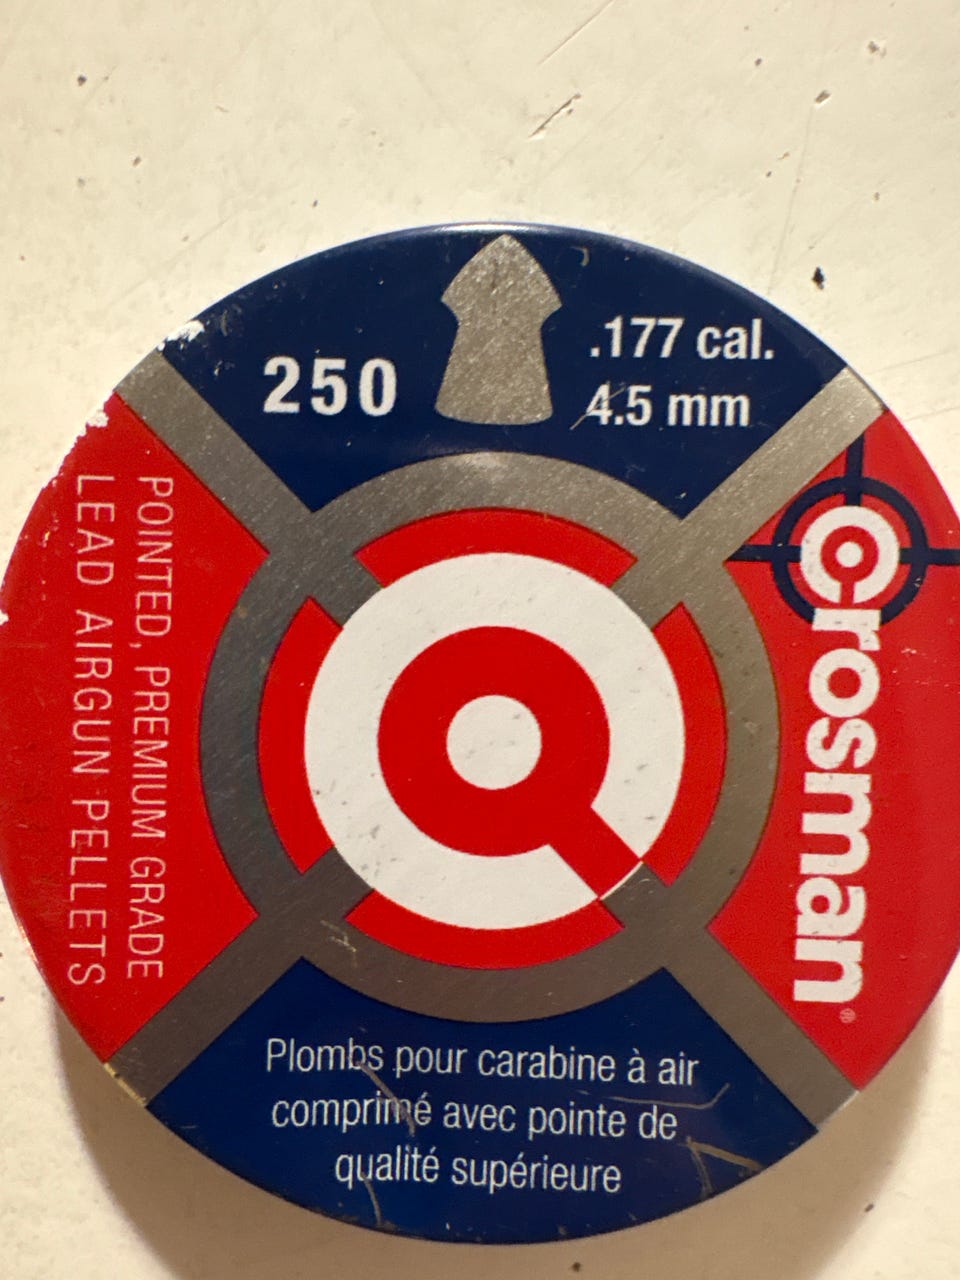 250
.177 cal.
4.5 mm
crosman®
POINTED, PREMIUM GRADE
LEAD AIRGUN PELLETS
Plombs pour carabine à air
comprimé avec pointe de
qualité supérieure